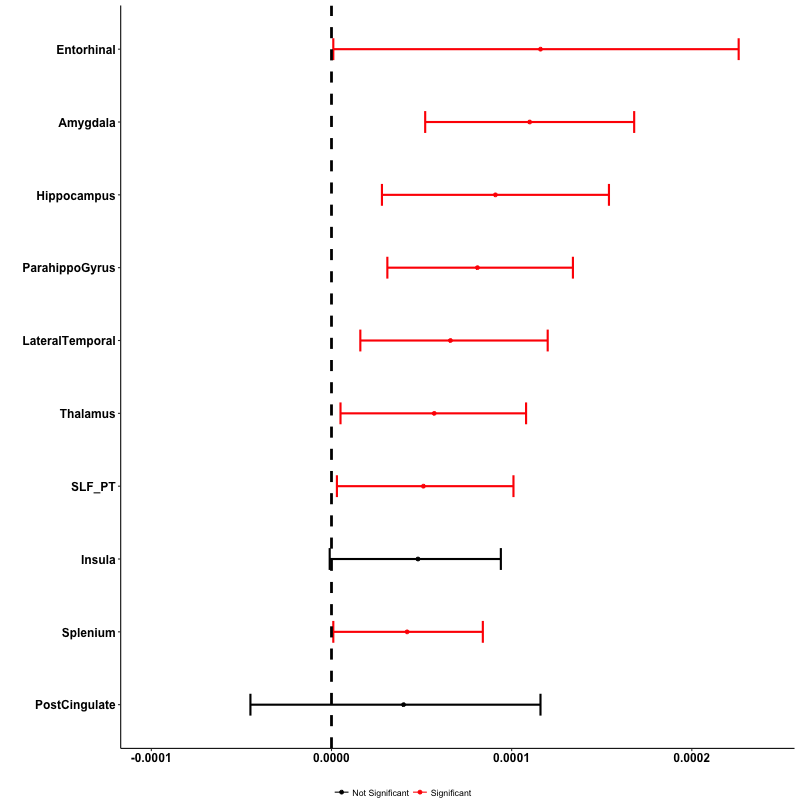 Entorhinal
Amygdala
Hippocampus
ParahippoGyrus
LateralTemporal
Thalamus
SLF_PT
Insula
Splenium
PostCingulate
-0.0001 0.0000 0.0001 0.0002
Not Significant Significant